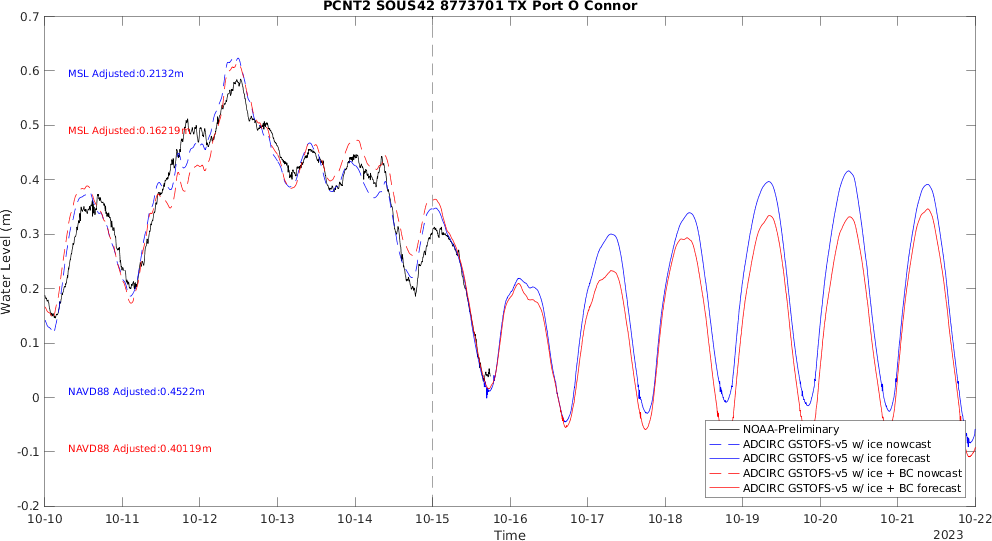 PCNT2 SOUS42 8773701 TX Port O Connor
0.7
0.6
0.5
0.4
0.3
0.2
0.1
0
-0.1
-0.2
Water Level (m)
MSL Adjusted:0.2132m
MSL Adjusted:0.16219m
NAVD88 Adjusted:0.4522m
NAVD88 Adjusted:0.40119m
NOAA-Preliminary
ADCIRC GSTOFS-v5 w/ ice nowcast
ADCIRC GSTOFS-v5 w/ ice forecast
ADCIRC GSTOFS-v5 w/ ice + BC nowcast
ADCIRC GSTOFS-v5 w/ ice + BC forecast
10-10 10-11 10-12 10-13 10-14 10-15 10-16 10-17 10-18 10-19 10-20 10-21 10-22
Time
2023